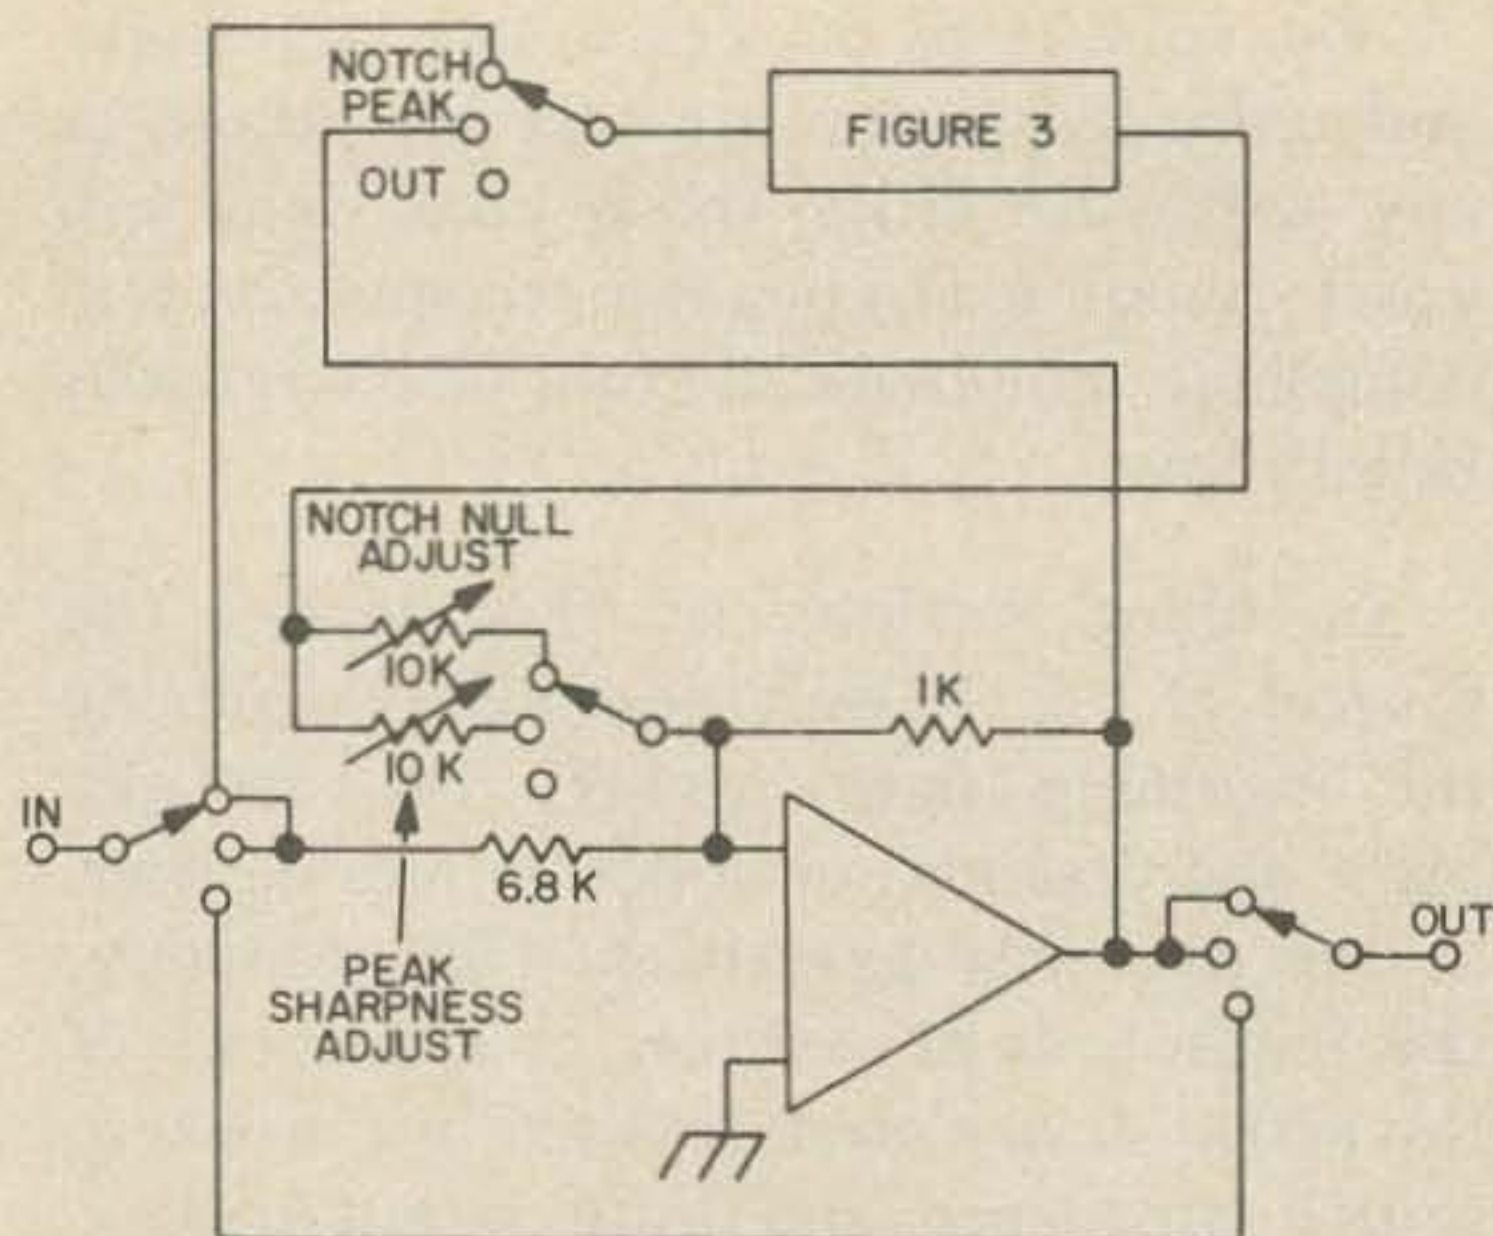 NOTCH
PEAK
OUT
FIGURE 3
NOTCH NULL
ADJUST
10K
1K
10 K
IN
6.8 K
OUT
PEAK
SHARPNESS
ADJUST